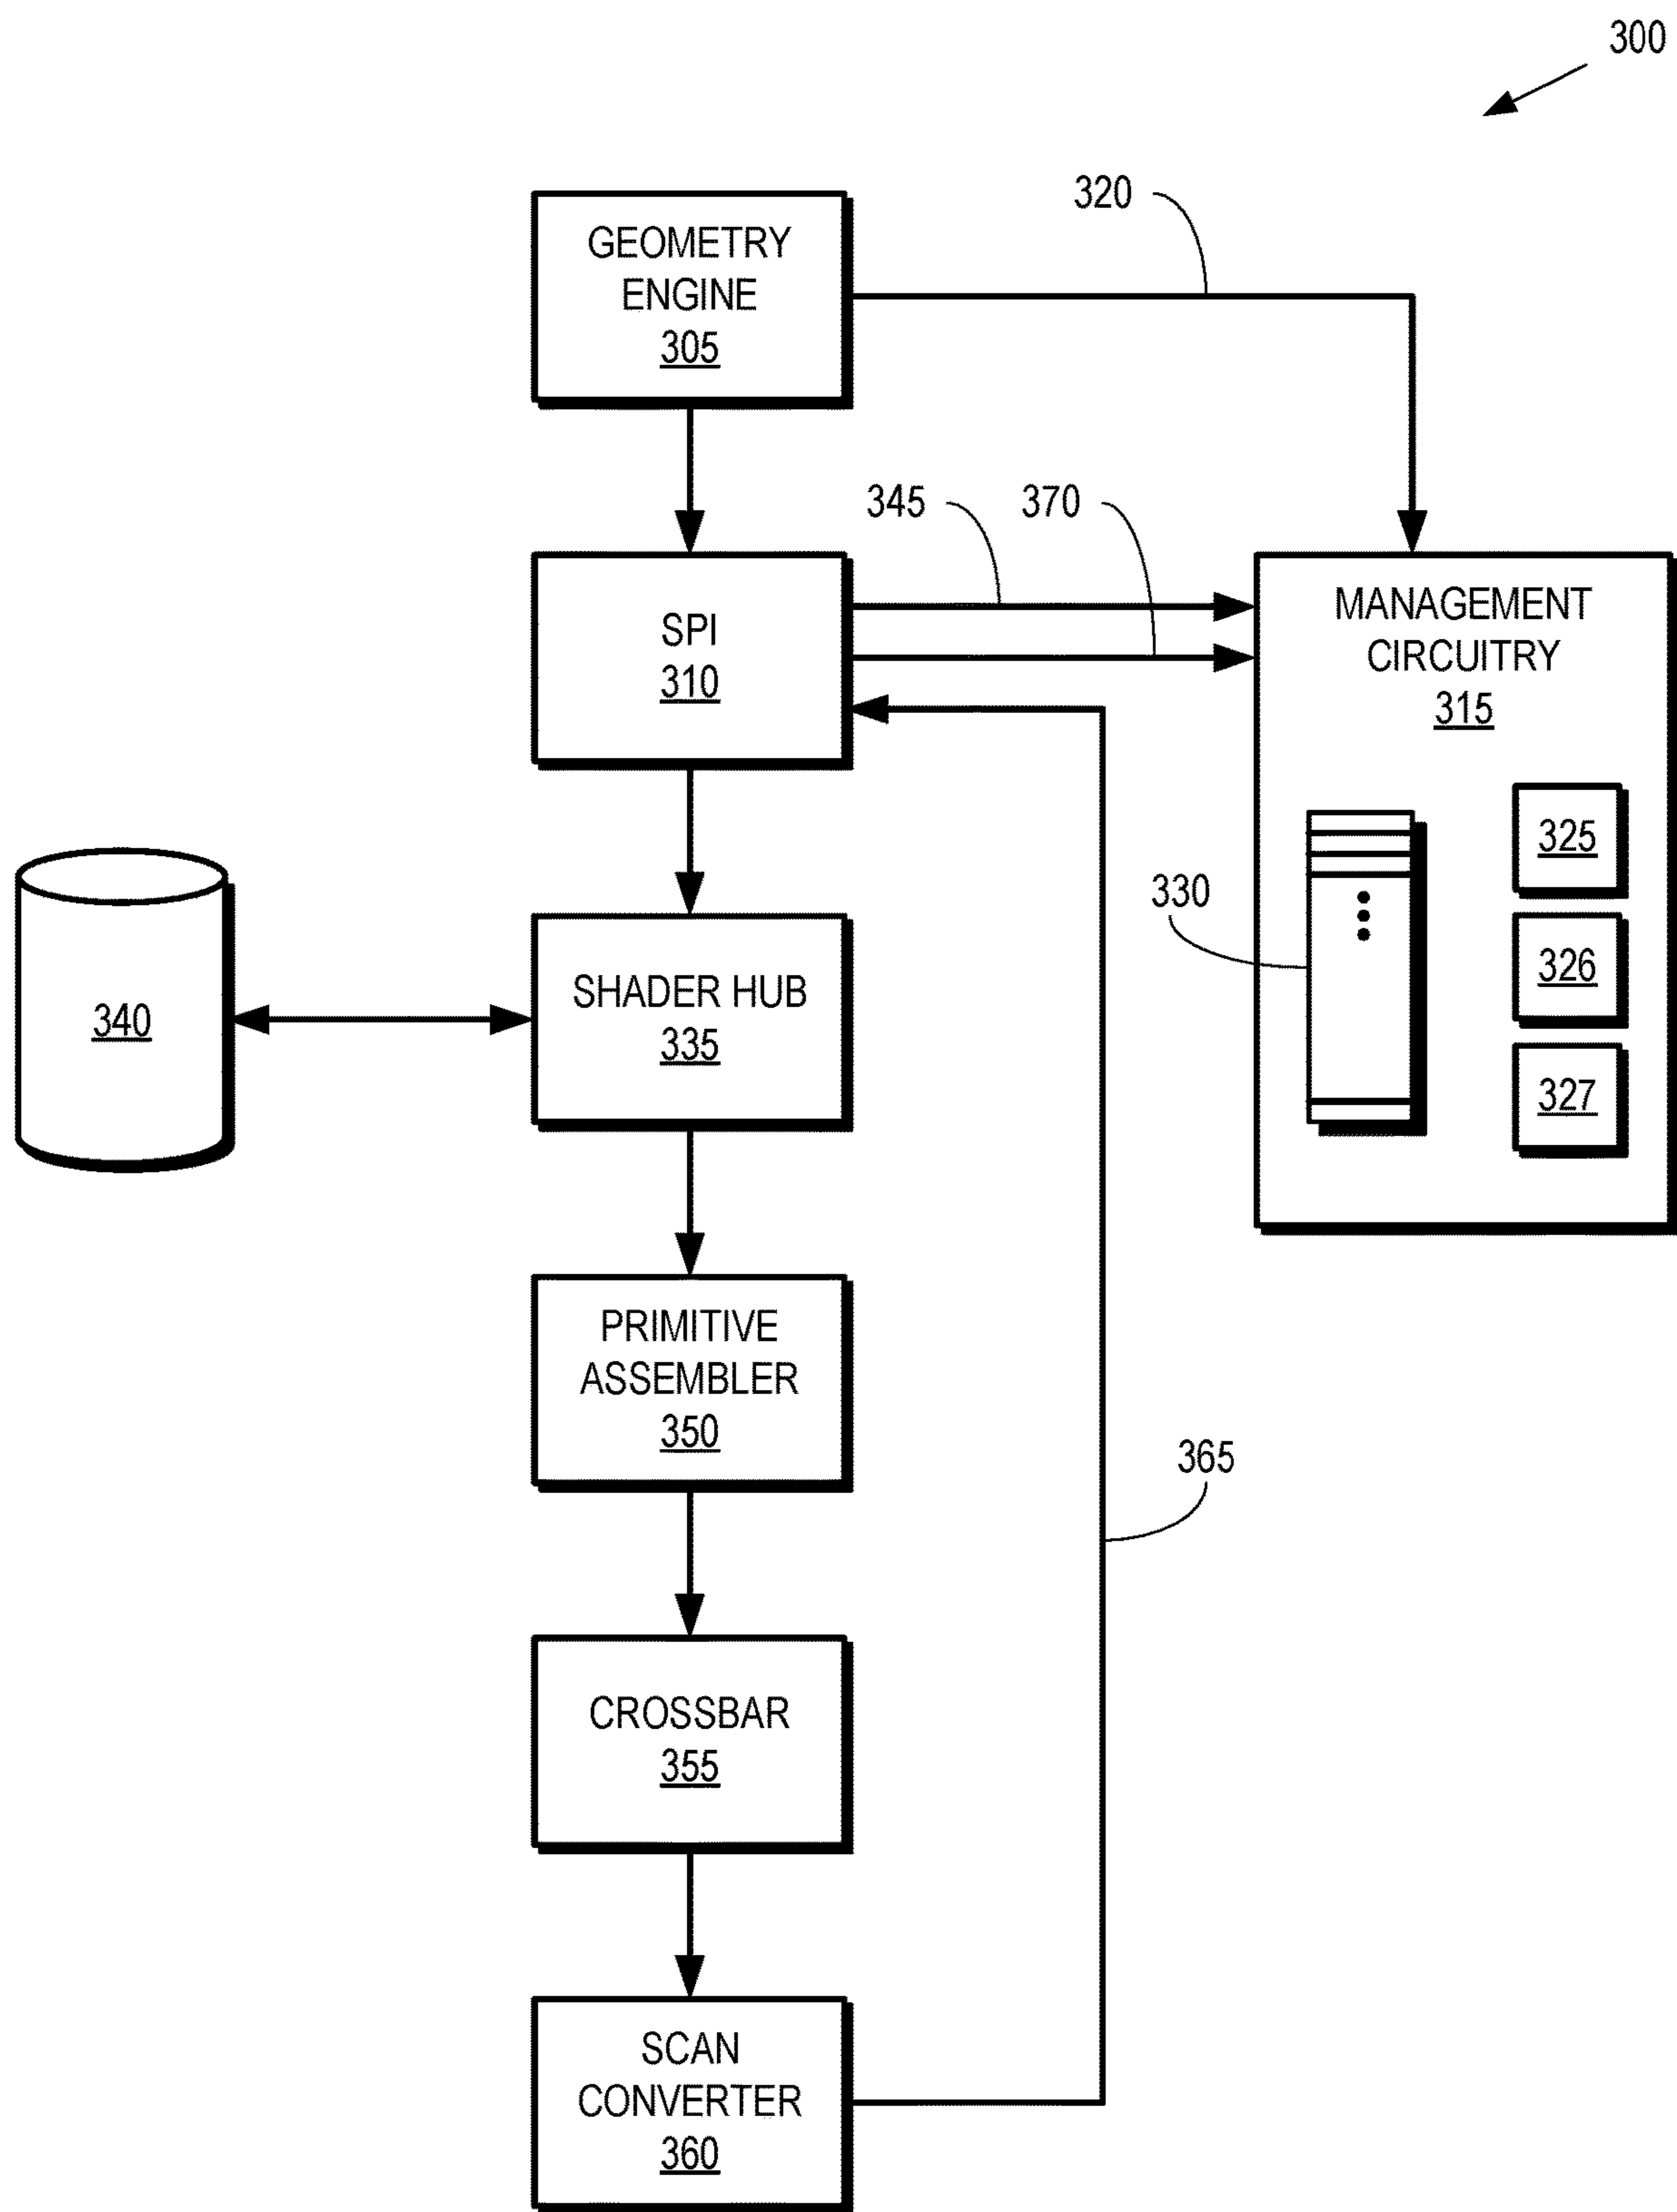 300
320
GEOMETRY
ENGINE
305
345
370
SPI
310
MANAGEMENT
CIRCUITRY
315
325
330
326
327
340
SHADER HUB
335
PRIMITIVE
ASSEMBLER
350
365
CROSSBAR
355
SCAN
CONVERTER
360